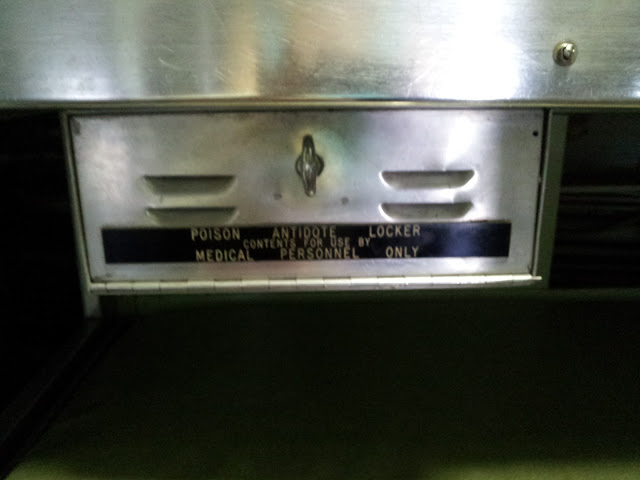 POISON ANTIDOTE LOCKER
CONTENTS FOR USE BY
MEDICAL PERSONNEL ONLY